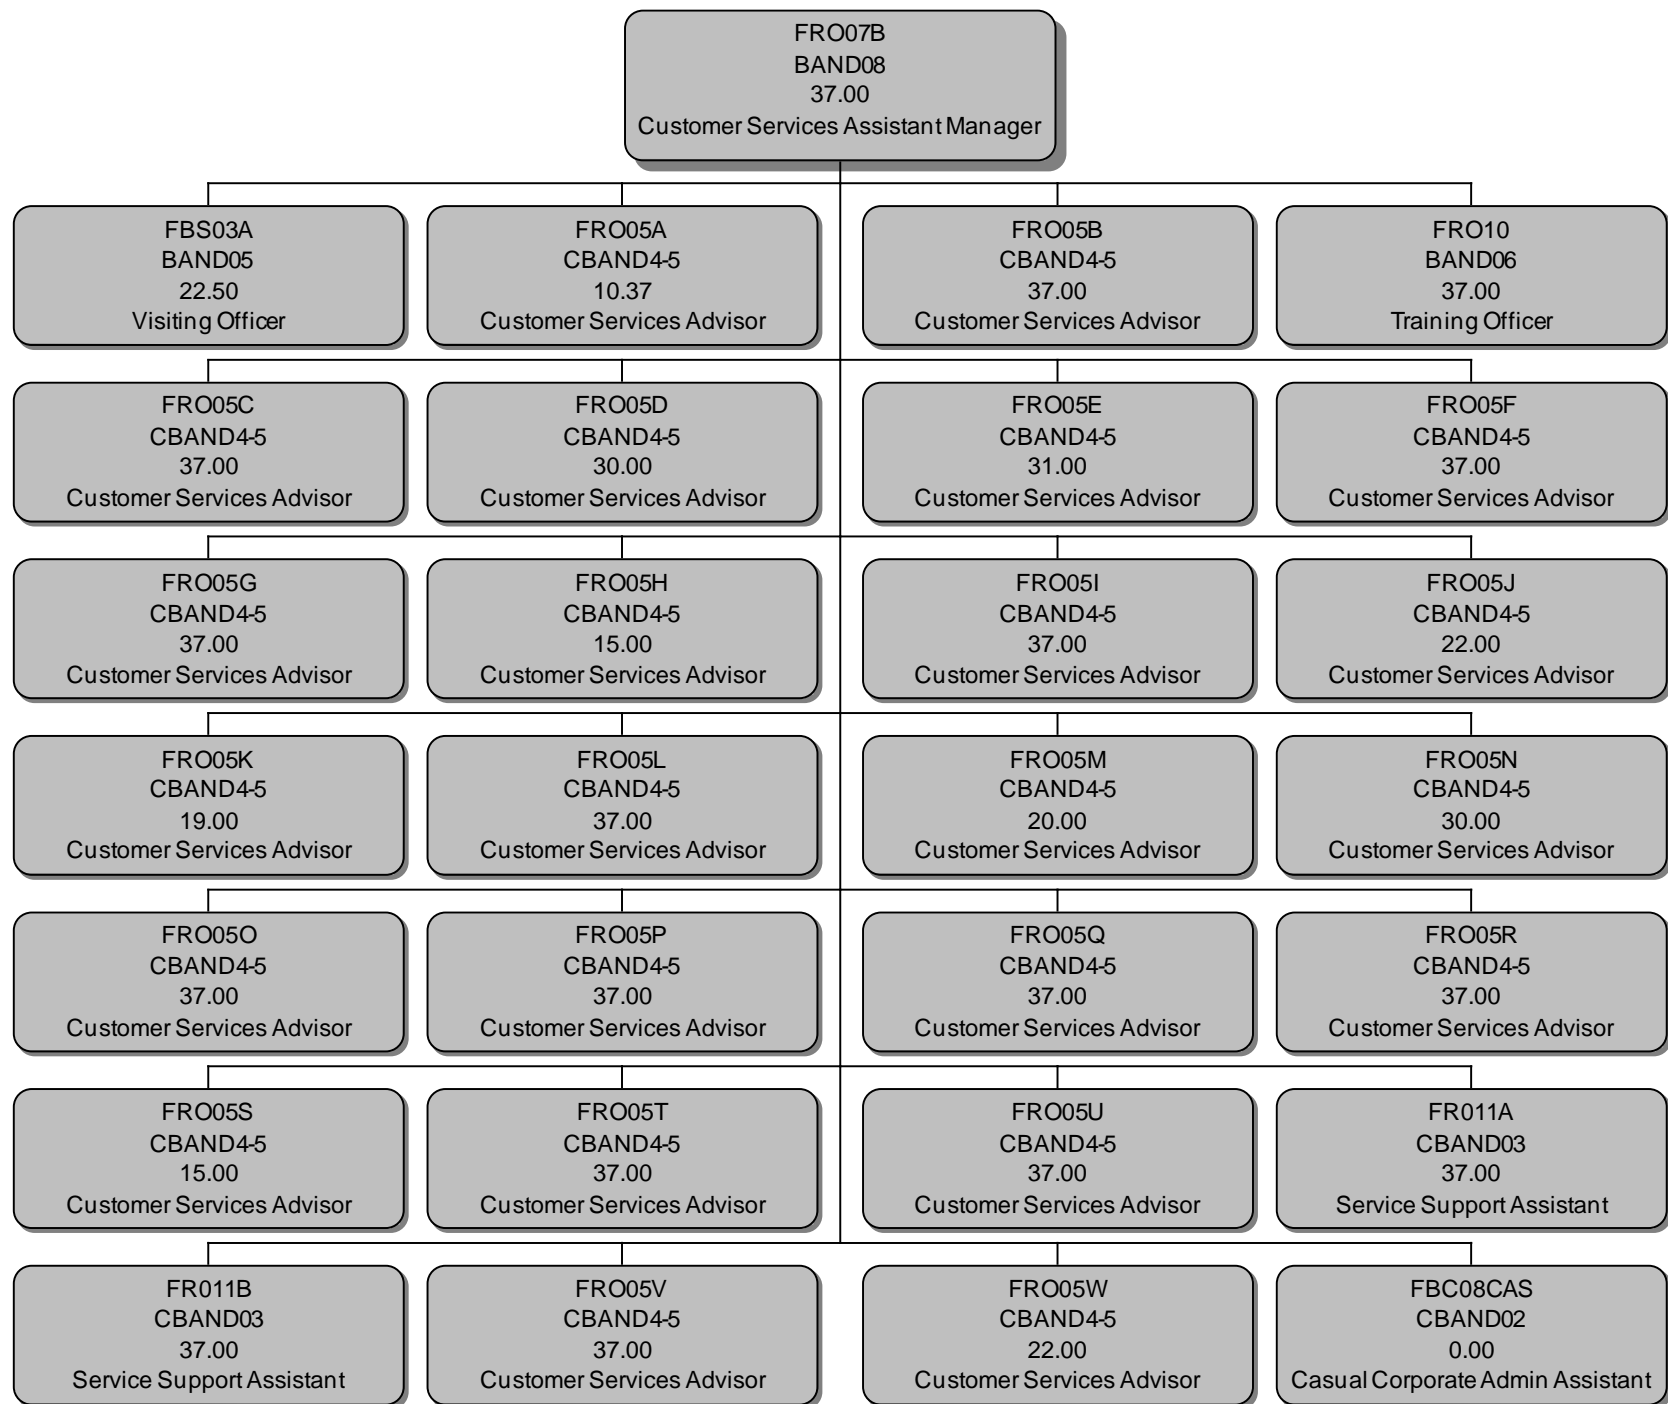 FRO07B
BAND08
37.00
Customer Services Assistant Manager
FBS03A
BAND05
22.50
Visiting Officer
FRO05A
CBAND4-5
10.37
Customer Services Advisor
FRO05B
CBAND4-5
37.00
Customer Services Advisor
FRO10
BAND06
37.00
Training Officer
FRO05C
CBAND4-5
37.00
Customer Services Advisor
FRO05D
CBAND4-5
30.00
Customer Services Advisor
FRO05E
CBAND4-5
31.00
Customer Services Advisor
FRO05F
CBAND4-5
37.00
Customer Services Advisor
FRO05G
CBAND4-5
37.00
Customer Services Advisor
FRO05H
CBAND4-5
15.00
Customer Services Advisor
FRO05I
CBAND4-5
37.00
Customer Services Advisor
FRO05J
CBAND4-5
22.00
Customer Services Advisor
FRO05K
CBAND4-5
19.00
Customer Services Advisor
FRO05L
CBAND4-5
37.00
Customer Services Advisor
FRO05M
CBAND4-5
20.00
Customer Services Advisor
FRO05N
CBAND4-5
30.00
Customer Services Advisor
FRO05O
CBAND4-5
37.00
Customer Services Advisor
FRO05P
CBAND4-5
37.00
Customer Services Advisor
FRO05Q
CBAND4-5
37.00
Customer Services Advisor
FRO05R
CBAND4-5
37.00
Customer Services Advisor
FRO05S
CBAND4-5
15.00
Customer Services Advisor
FRO05T
CBAND4-5
37.00
Customer Services Advisor
FRO05U
CBAND4-5
37.00
Customer Services Advisor
FR011A
CBAND03
37.00
Service Support Assistant
FR011B
CBAND03
37.00
Service Support Assistant
FRO05V
CBAND4-5
37.00
Customer Services Advisor
FRO05W
CBAND4-5
22.00
Customer Services Advisor
FBC08CAS
CBAND02
0.00
Casual Corporate Admin Assistant